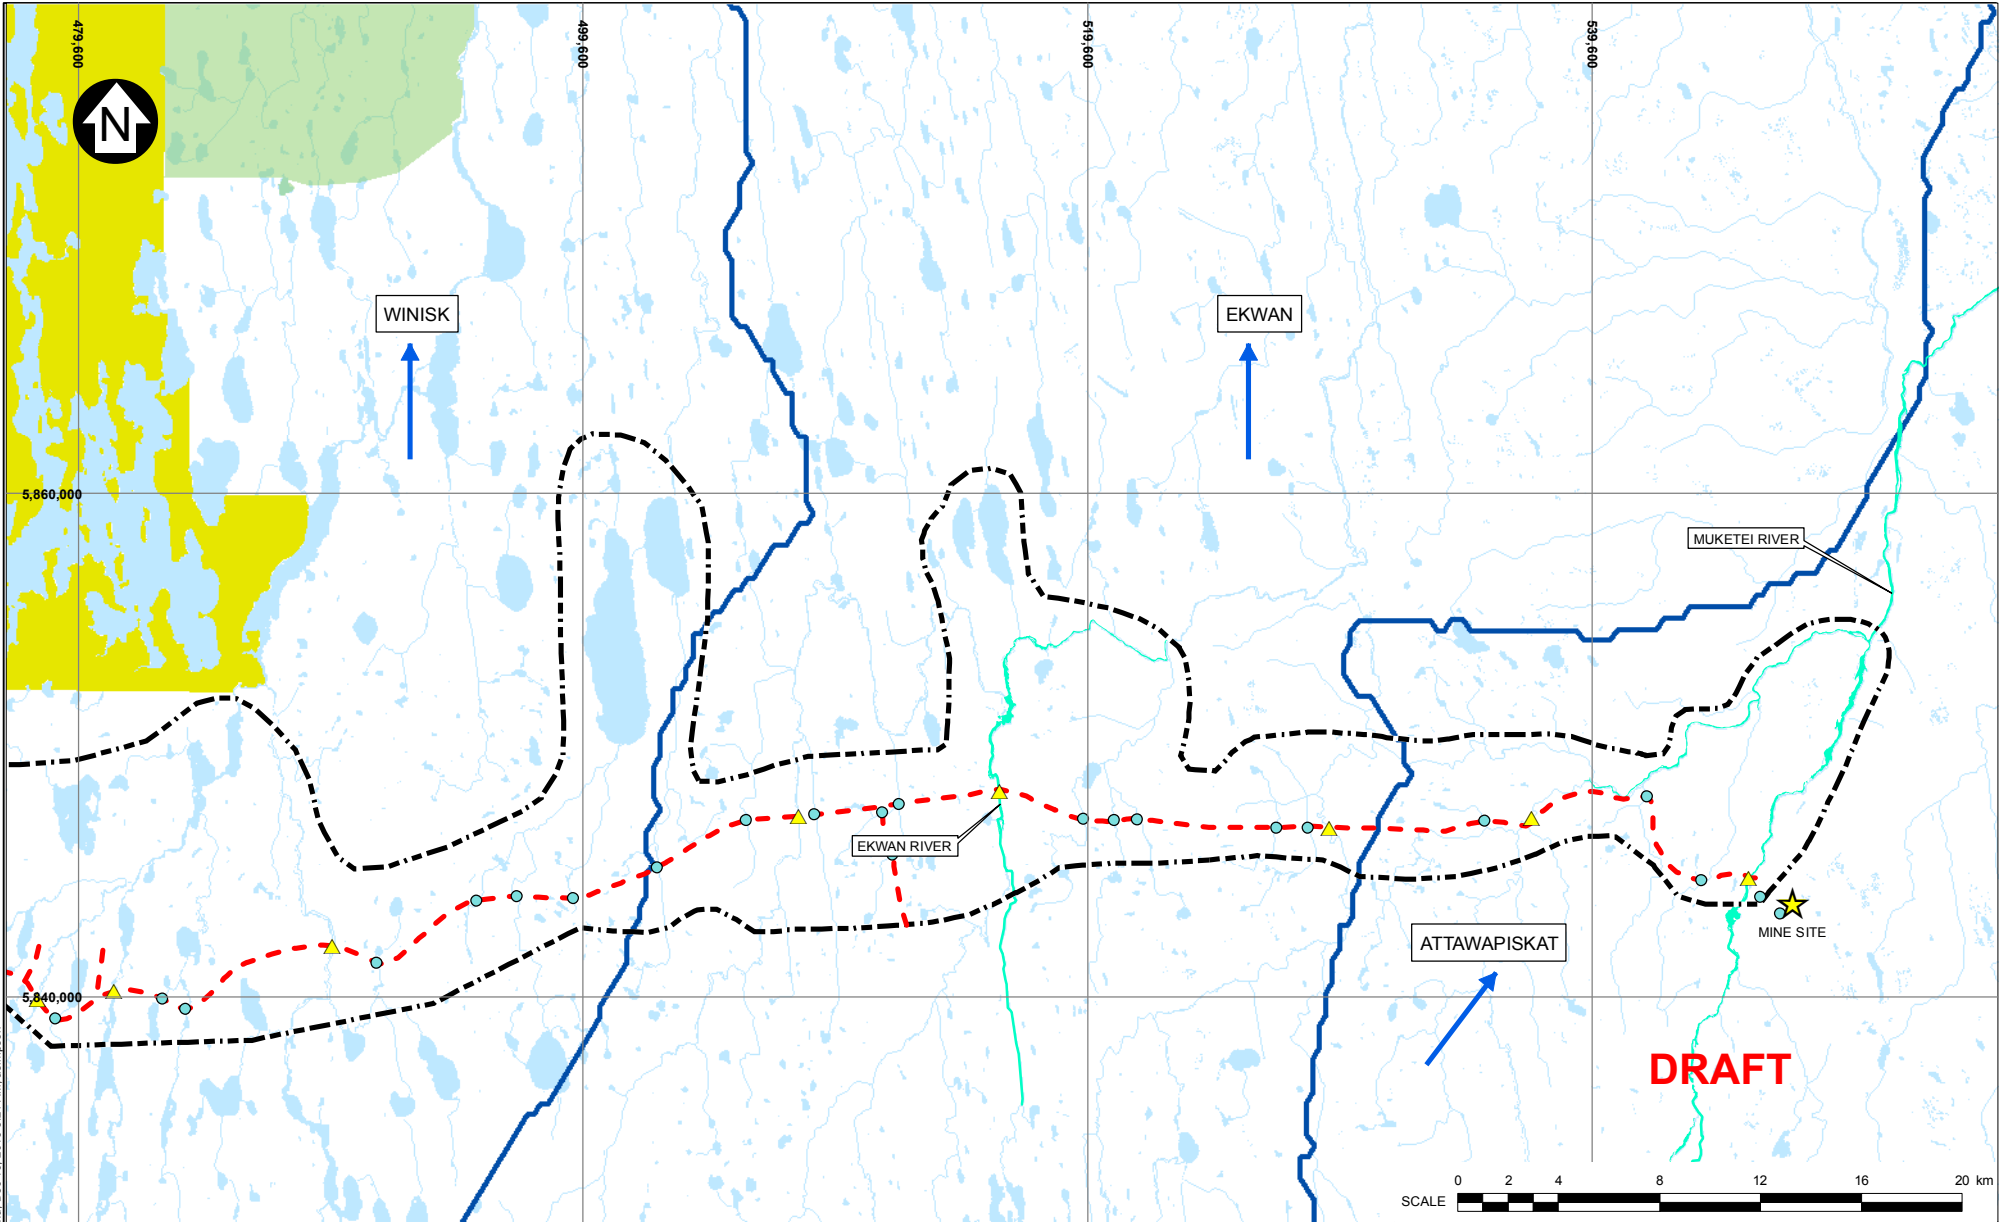 479,600
499,600
519,600
539,600
N
WINISK
EKWAN
5,860,000
MUKETEI RIVER
EKWAN RIVER
MINE SITE
ATTAWAPISKAT
5,840,000
DRAFT
SCALE
0 2 4 8 12 16 20 km